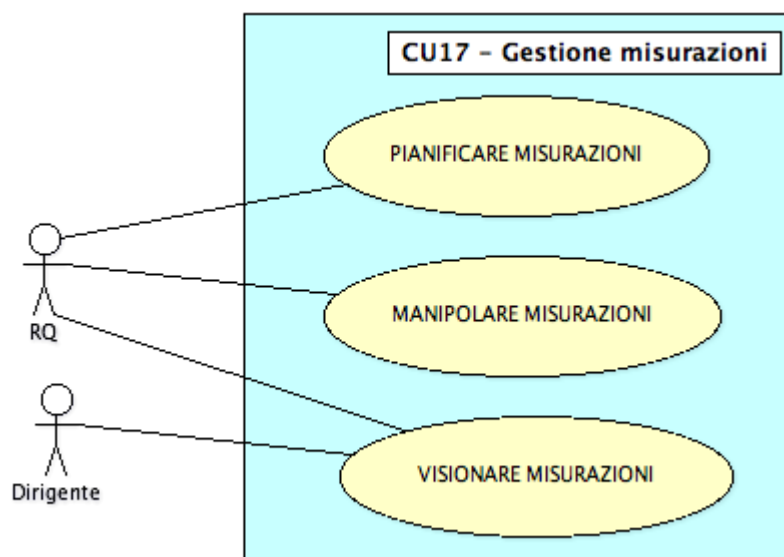 CU17 - Gestione misurazioni
PIANIFICARE MISURAZIONI
MANIPOLARE MISURAZIONI
RQ
VISIONARE MISURAZIONI
Dirigente